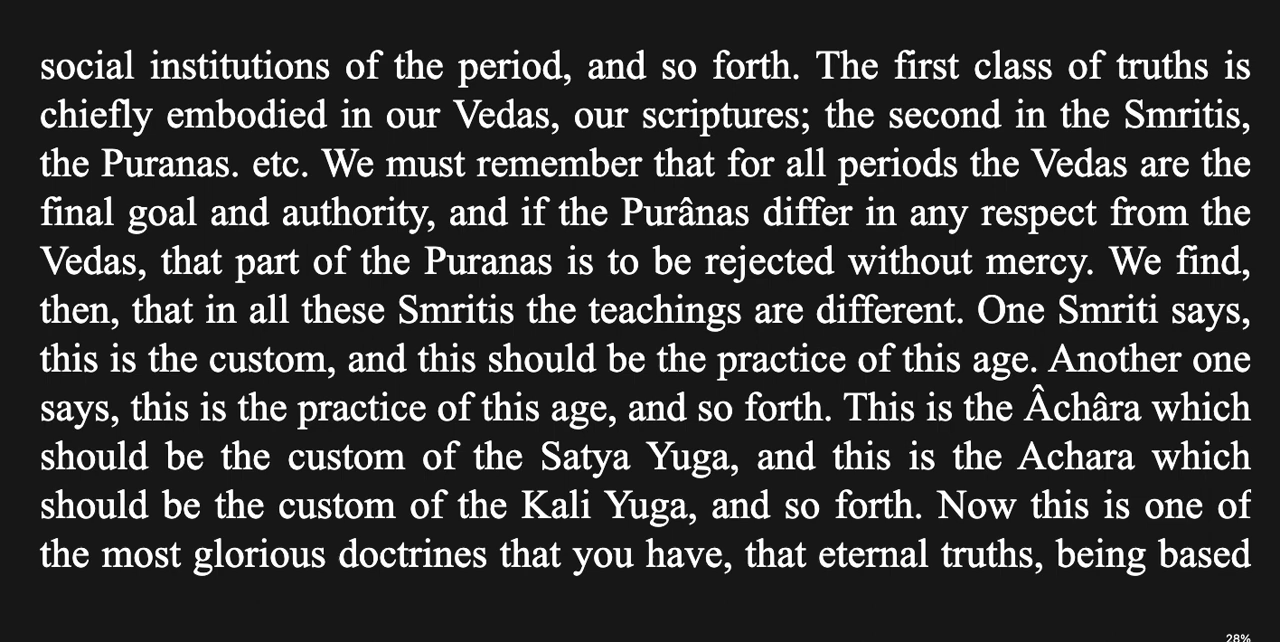 social institutions of the period, and so forth. The first class of truths is
chiefly embodied in our Vedas, our scriptures; the second in the Smritis,
the Puranas. etc. We must remember that for all periods the Vedas are the
final goal and authority, and if the Purânas differ in any respect from the
Vedas, that part of the Puranas is to be rejected without mercy. We find,
then, that in all these Smritis the teachings are different. One Smriti says,
this is the custom, and this should be the practice of this age. Another one
says, this is the practice of this age, and so forth. This is the Âchâra which
should be the custom of the Satya Yuga, and this is the Achara which
should be the custom of the Kali Yuga, and so forth. Now this is one of
the most glorious doctrines that you have, that eternal truths, being based
28%